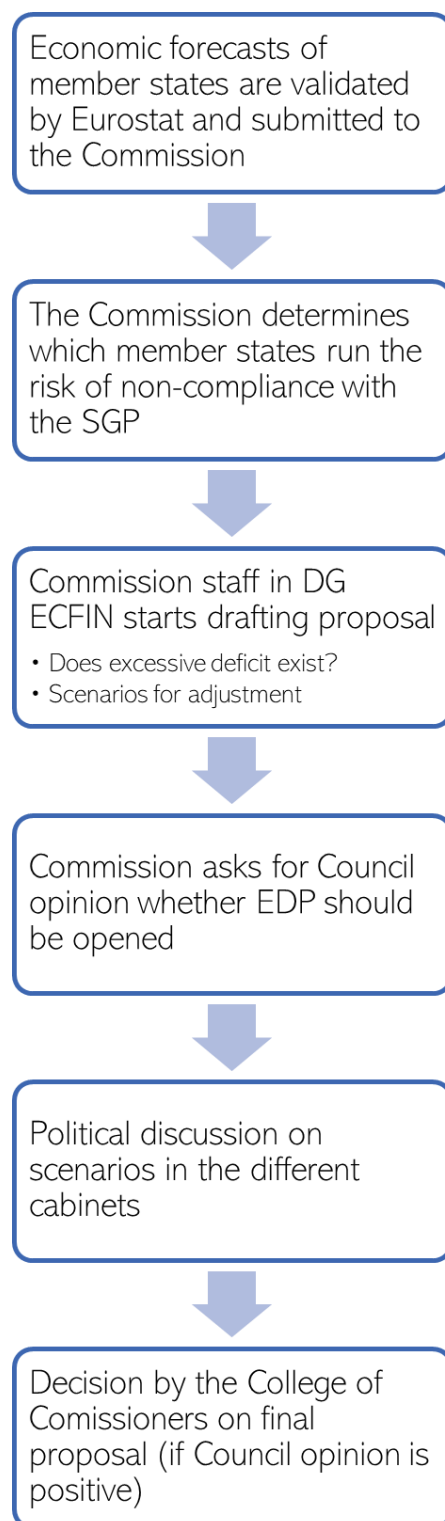 Economic forecasts of
member states are validated
by Eurostat and submitted to
the Commission
The Commission determines
which member states run the
risk of non-compliance with
the SGP
Commission staff in DG
ECFIN starts drafting proposal
• Does excessive deficit exist?
• Scenarios for adjustment
Commission asks for Council
opinion whether EDP should
be opened
Political discussion on
scenarios in the different
cabinets
Decision by the College of
Comissioners on final
proposal (if Council opinion is
positive)